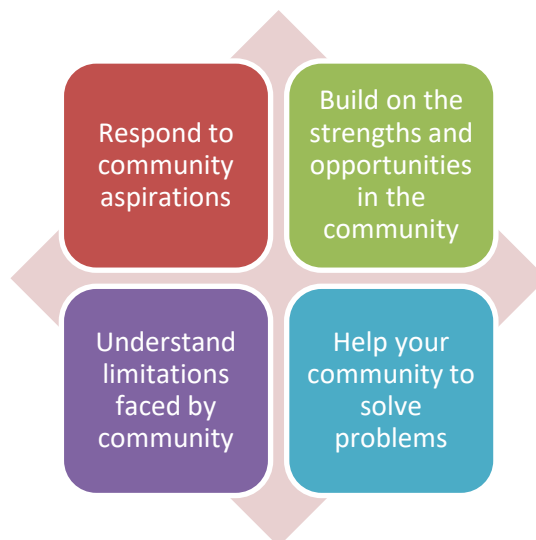 Respond to
community
aspirations
Build on the
strengths and
opportunities
in the
community
Understand
limitations
faced by
community
Help your
community to
solve
problems